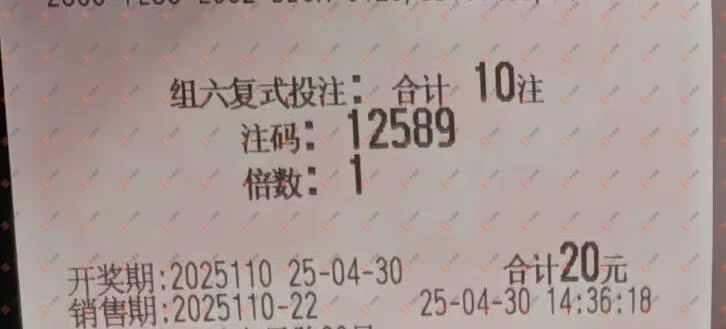 组六复式投注: 合计 10注
注码: 12589
倍数: 1
开奖期:2025110 25-04-30 合计20元
销售期:2025110-22 25-04-30 14:36:18